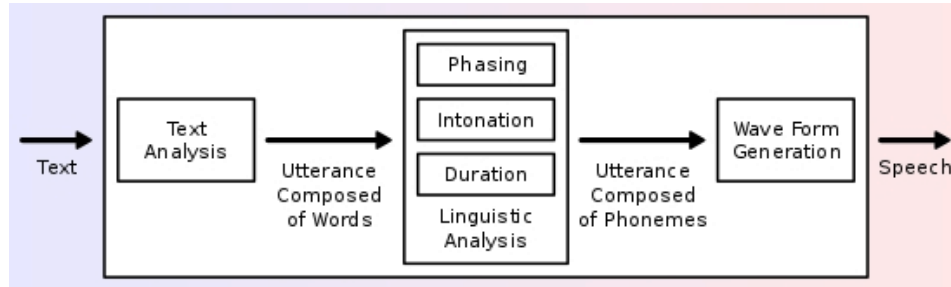 Text
Text
Analysis
Utterance
Composed
of Words
Phasing
Intonation
Duration
Linguistic
Analysis
Utterance
Composed
of Phonemes
Wave Form
Generation
Speech